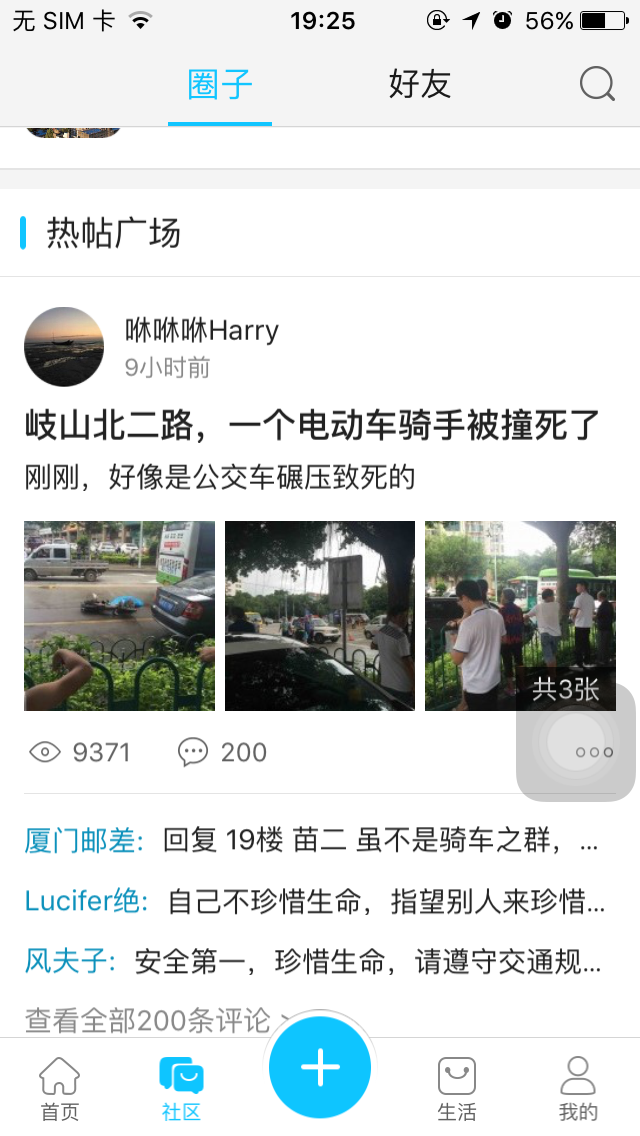 无 SIM 卡
19:25
56%
圈子
好友
热帖广场
咻咻咻Harry
9小时前
岐山北二路，一个电动车骑手被撞死了
刚刚，好像是公交车碾压致死的
共3张
9371
200
厦门邮差: 回复 19楼 苗二 虽不是骑车之群，...
Lucifer绝: 自己不珍惜生命，指望别人来珍惜...
风夫子: 安全第一，珍惜生命，请遵守交通规...
查看全部200条评论 >
首页
社区
生活
我的